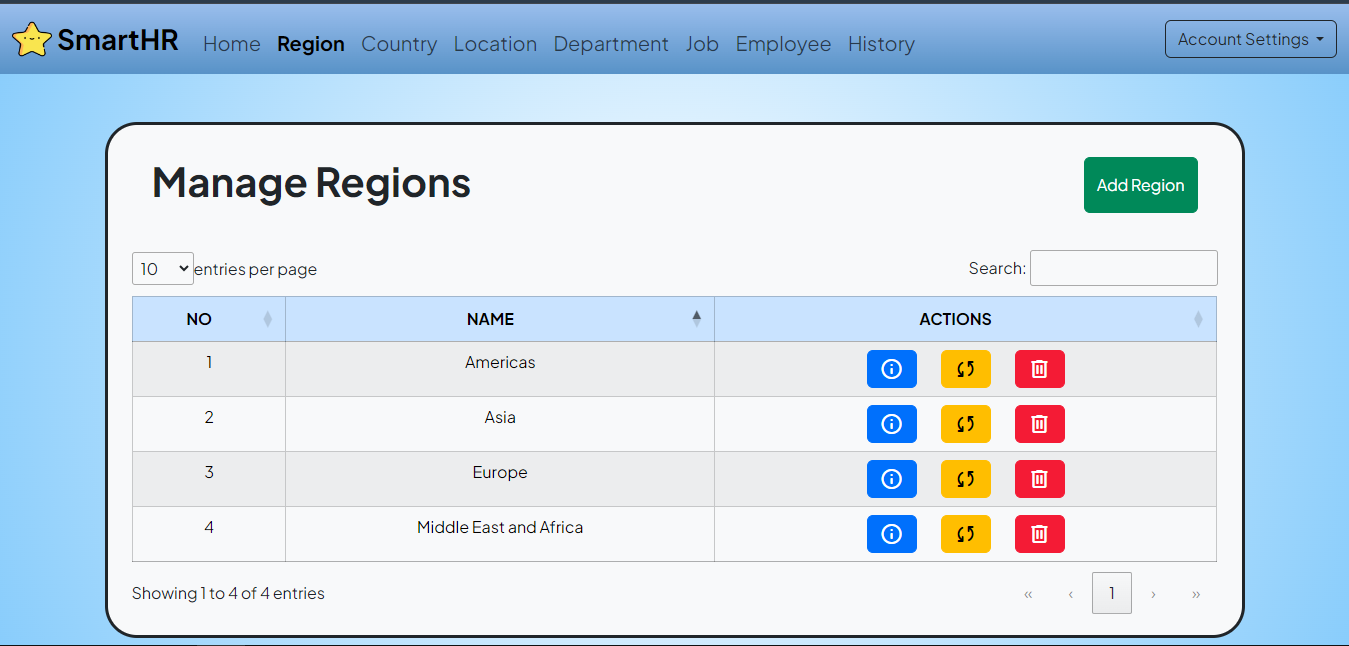 SmartHR Home Region Country Location Department Job Employee History Account Settings
Manage Regions Add Region
10 entries per page Search:
NO NAME ACTIONS
1 Americas
2 Asia
3 Europe
4 Middle East and Africa
Showing 1 to 4 of 4 entries « ‹ 1 › »